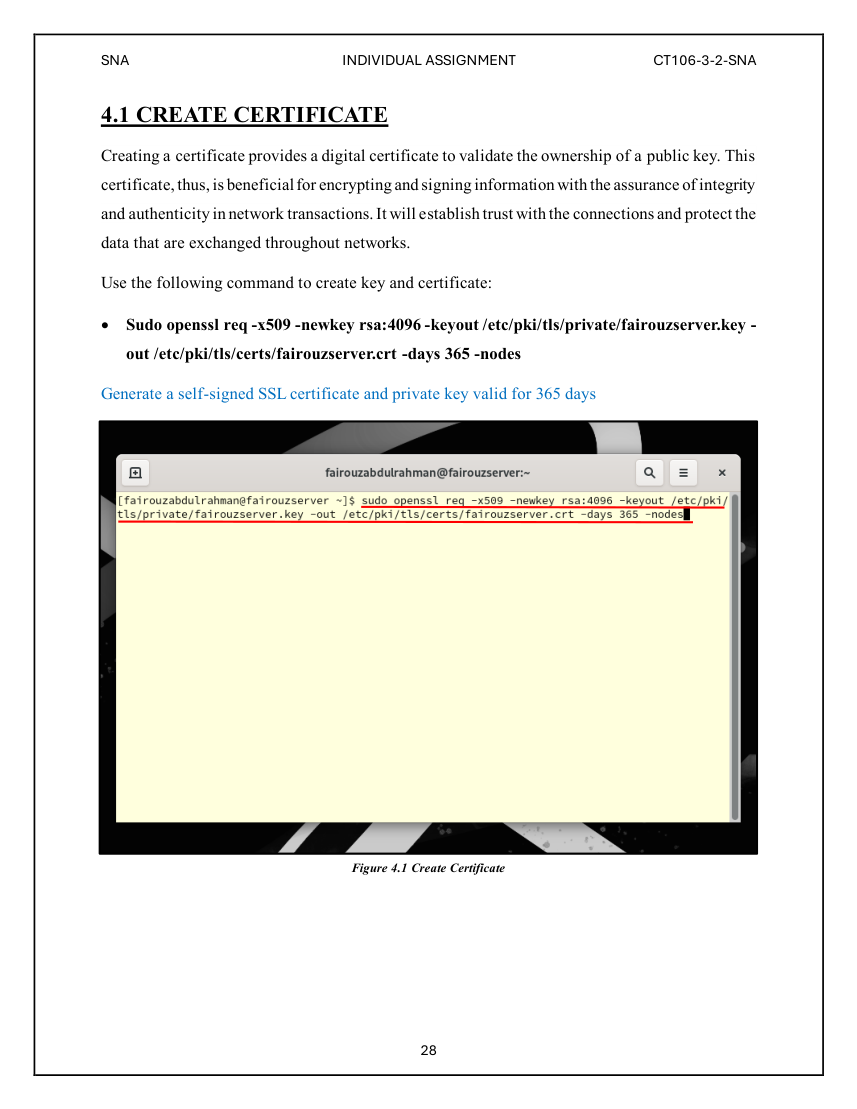 SNA INDIVIDUAL ASSIGNMENT CT106-3-2-SNA
4.1 CREATE CERTIFICATE
Creating a certificate provides a digital certificate to validate the ownership of a public key. This
certificate, thus, is beneficial for encrypting and signing information with the assurance of integrity
and authenticity in network transactions. It will establish trust with the connections and protect the
data that are exchanged throughout networks.
Use the following command to create key and certificate:
• Sudo openssl req -x509 -newkey rsa:4096 -keyout /etc/pki/tls/private/fairouzserver.key -
out /etc/pki/tls/certs/fairouzserver.crt -days 365 -nodes
Generate a self-signed SSL certificate and private key valid for 365 days
fairouzabdulrahman@fairouzserver:~
[fairouzabdulrahman@fairouzserver ~]$ sudo openssl req -x509 -newkey rsa:4096 -keyout /etc/pki/
tls/private/fairouzserver.key -out /etc/pki/tls/certs/fairouzserver.crt -days 365 -nodes
Figure 4.1 Create Certificate
28